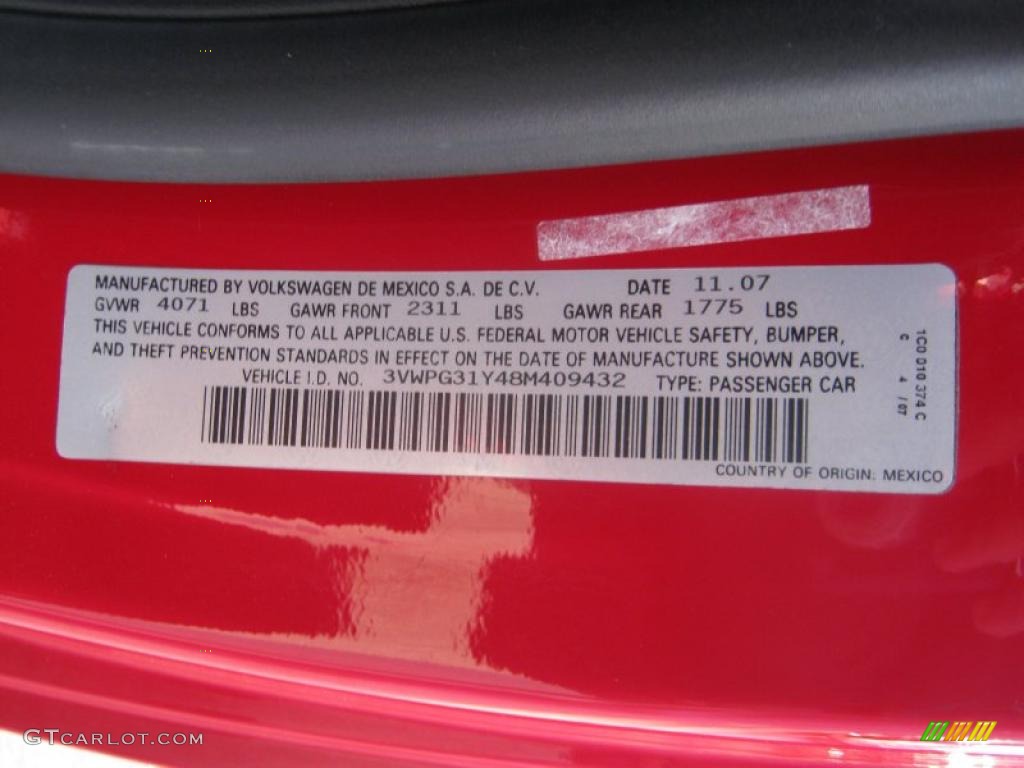 MANUFACTURED BY VOLKSWAGEN DE MEXICO S.A. DE C.V. DATE 11.07
GVWR 4071 LBS GAWR FRONT 2311 LBS GAWR REAR 1775 LBS
THIS VEHICLE CONFORMS TO ALL APPLICABLE U.S. FEDERAL MOTOR VEHICLE SAFETY, BUMPER,
AND THEFT PREVENTION STANDARDS IN EFFECT ON THE DATE OF MANUFACTURE SHOWN ABOVE.
VEHICLE I.D. NO. 3VWPG31Y48M409432 TYPE: PASSENGER CAR
COUNTRY OF ORIGIN: MEXICO
1C0 010 374 C
C 4 / 07
GTCARLOT.COM